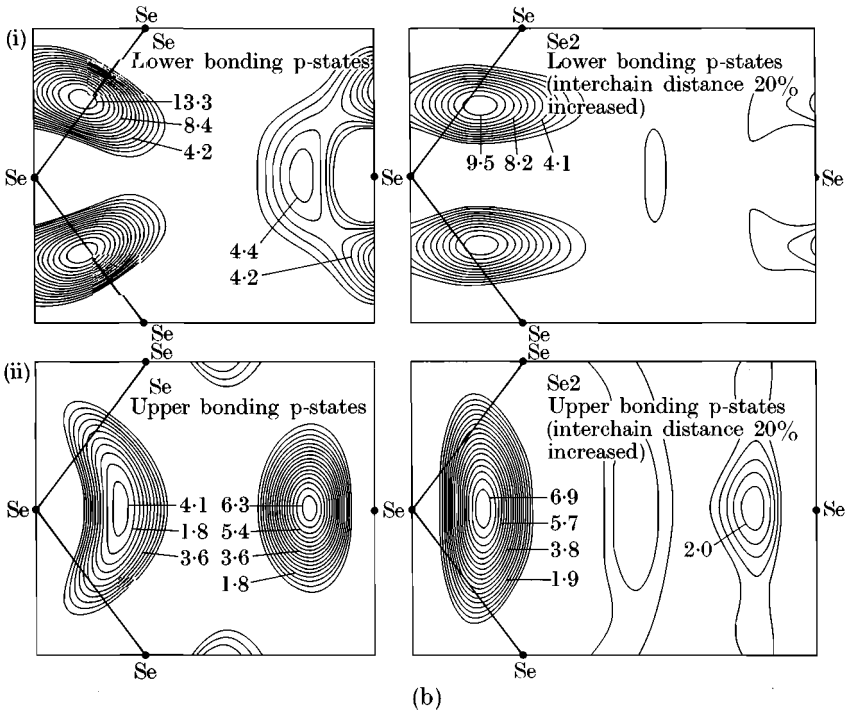 (i)
Se
Se
Lower bonding p-states
13·3
8·4
4·2
Se
4·4
4·2
Se
Se
Se2
Lower bonding p-states
(interchain distance 20%
increased)
9·5 8·2 4·1
Se
Se
Se
(ii)
Se
Se
Upper bonding p-states
Se
4·1
1·8
3·6
6·3
5·4
3·6
1·8
Se
Se
Se2
Upper bonding p-states
(interchain distance 20%
increased)
Se
6·9
5·7
3·8
1·9
2·0
Se
Se
(b)